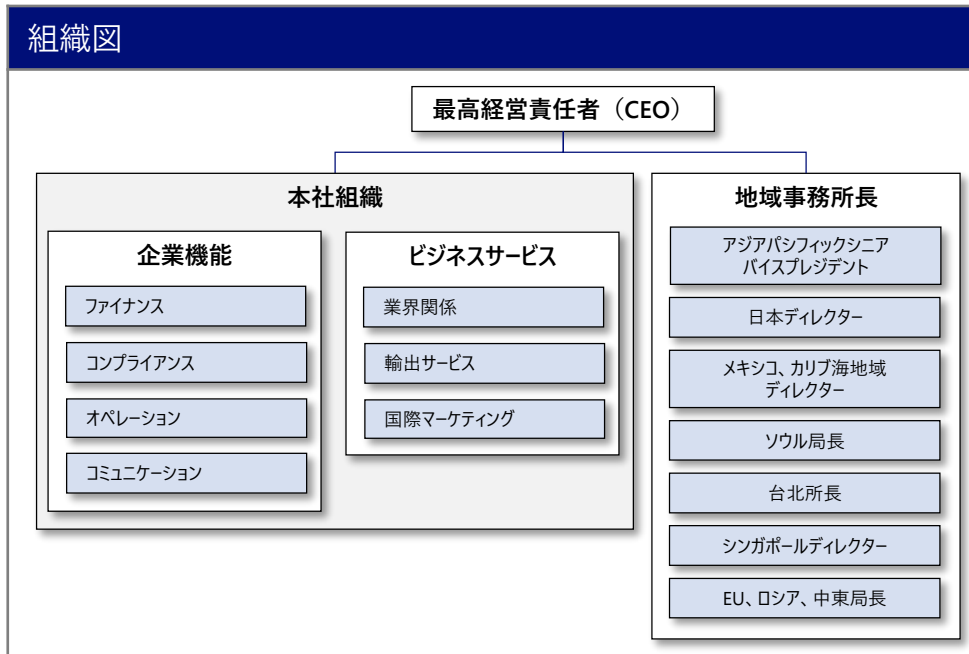 組織図
最高経営責任者（CEO）
本社組織
企業機能
ファイナンス
コンプライアンス
オペレーション
コミュニケーション
ビジネスサービス
業界関係
輸出サービス
国際マーケティング
地域事務所長
アジアパシフィックシニア
バイスプレジデント
日本ディレクター
メキシコ、カリブ海地域
ディレクター
ソウル局長
台北所長
シンガポールディレクター
EU、ロシア、中東局長